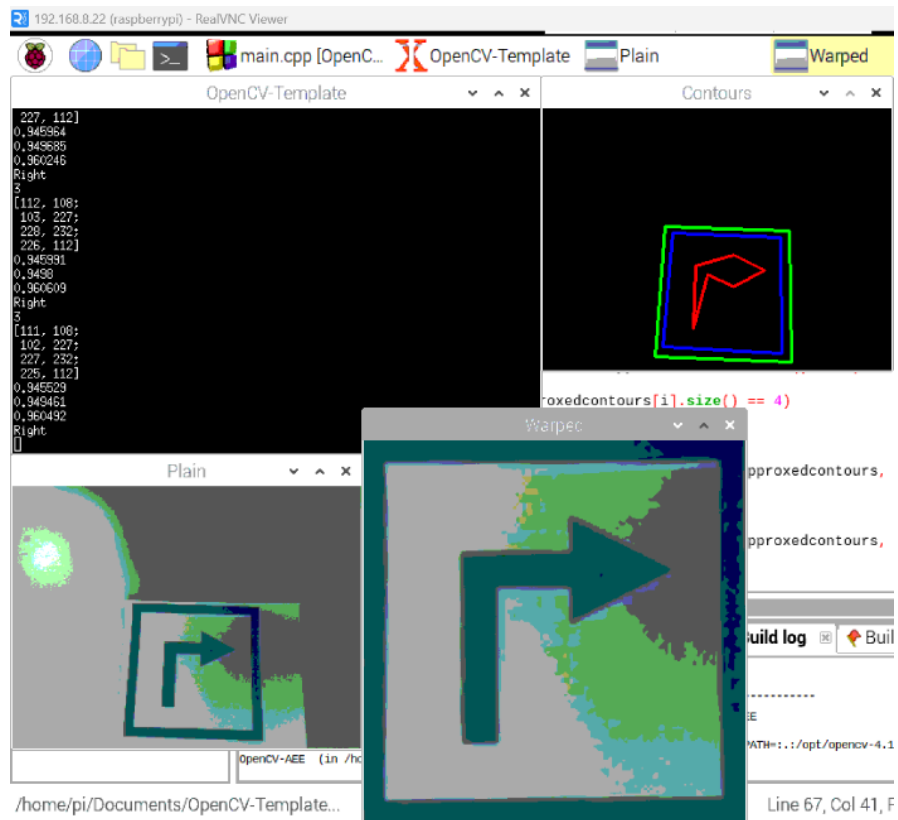 192.168.8.22 (raspberrypi) - RealVNC Viewer
main.cpp [OpenC... OpenCV-Template Plain Warped
OpenCV-Template
227, 112]
0.945964
0.949685
0.960246
Right
3
[112, 108;
103, 227;
228, 232;
226, 112]
0.945991
0.9498
0.960609
Right
3
[111, 108;
102, 227;
227, 232;
225, 112]
0.945529
0.949461
0.960492
Right
Contours
roxedcontours[i].size() == 4)
Warped
pproxedcontours,
pproxedcontours,
Plain
uild log Buil
EE
PATH=:.:/opt/opencv-4.1
OpenCV-AEE (in /ho
/home/pi/Documents/OpenCV-Template...
Line 67, Col 41, P